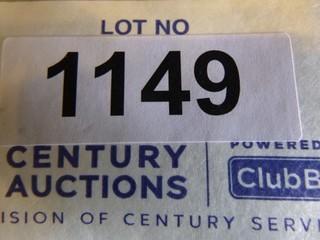 LOT NO
1149
CENTURY
AUCTIONS
POWERED
ClubB
ISION OF CENTURY SERV